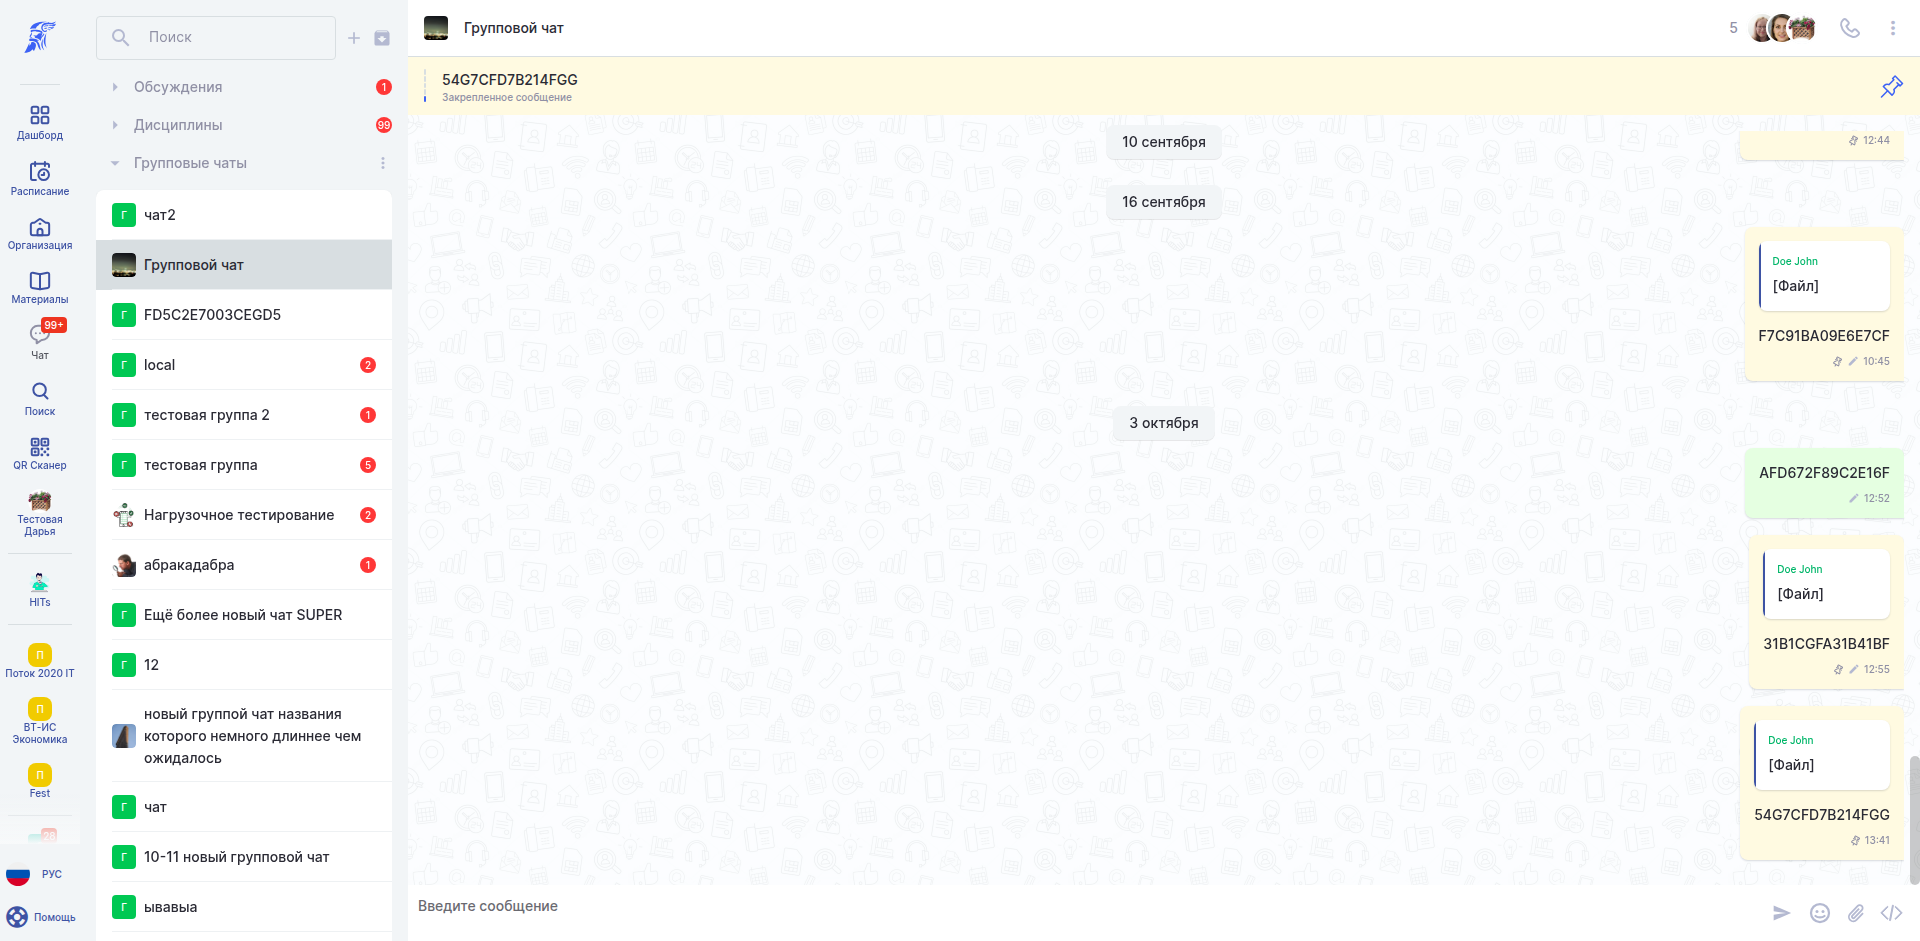 Дашборд
Расписание
Организация
Материалы
99+
Чат
Поиск
QR Сканер
Тестовая
Дарья
HITs
П
Поток 2020 IT
П
ВТ-ИС
Экономика
П
Fest
28
РУС
Помощь
Поиск
Обсуждения
1
Дисциплины
99
Групповые чаты
Г
чат2
Групповой чат
Г
FD5C2E7003CEGD5
Г
local
2
Г
тестовая группа 2
1
Г
тестовая группа
5
Нагрузочное тестирование
2
абракадабра
1
Г
Ещё более новый чат SUPER
Г
12
новый группой чат названия
которого немного длиннее чем
ожидалось
Г
чат
Г
10-11 новый групповой чат
Г
ывавыа
Групповой чат
5
54G7CFD7B214FGG
Закрепленное сообщение
10 сентября
12:44
16 сентября
Doe John
[Файл]
F7C91BA09E6E7CF
10:45
3 октября
AFD672F89C2E16F
12:52
Doe John
[Файл]
31B1CGFA31B41BF
12:55
Doe John
[Файл]
54G7CFD7B214FGG
13:41
Введите сообщение